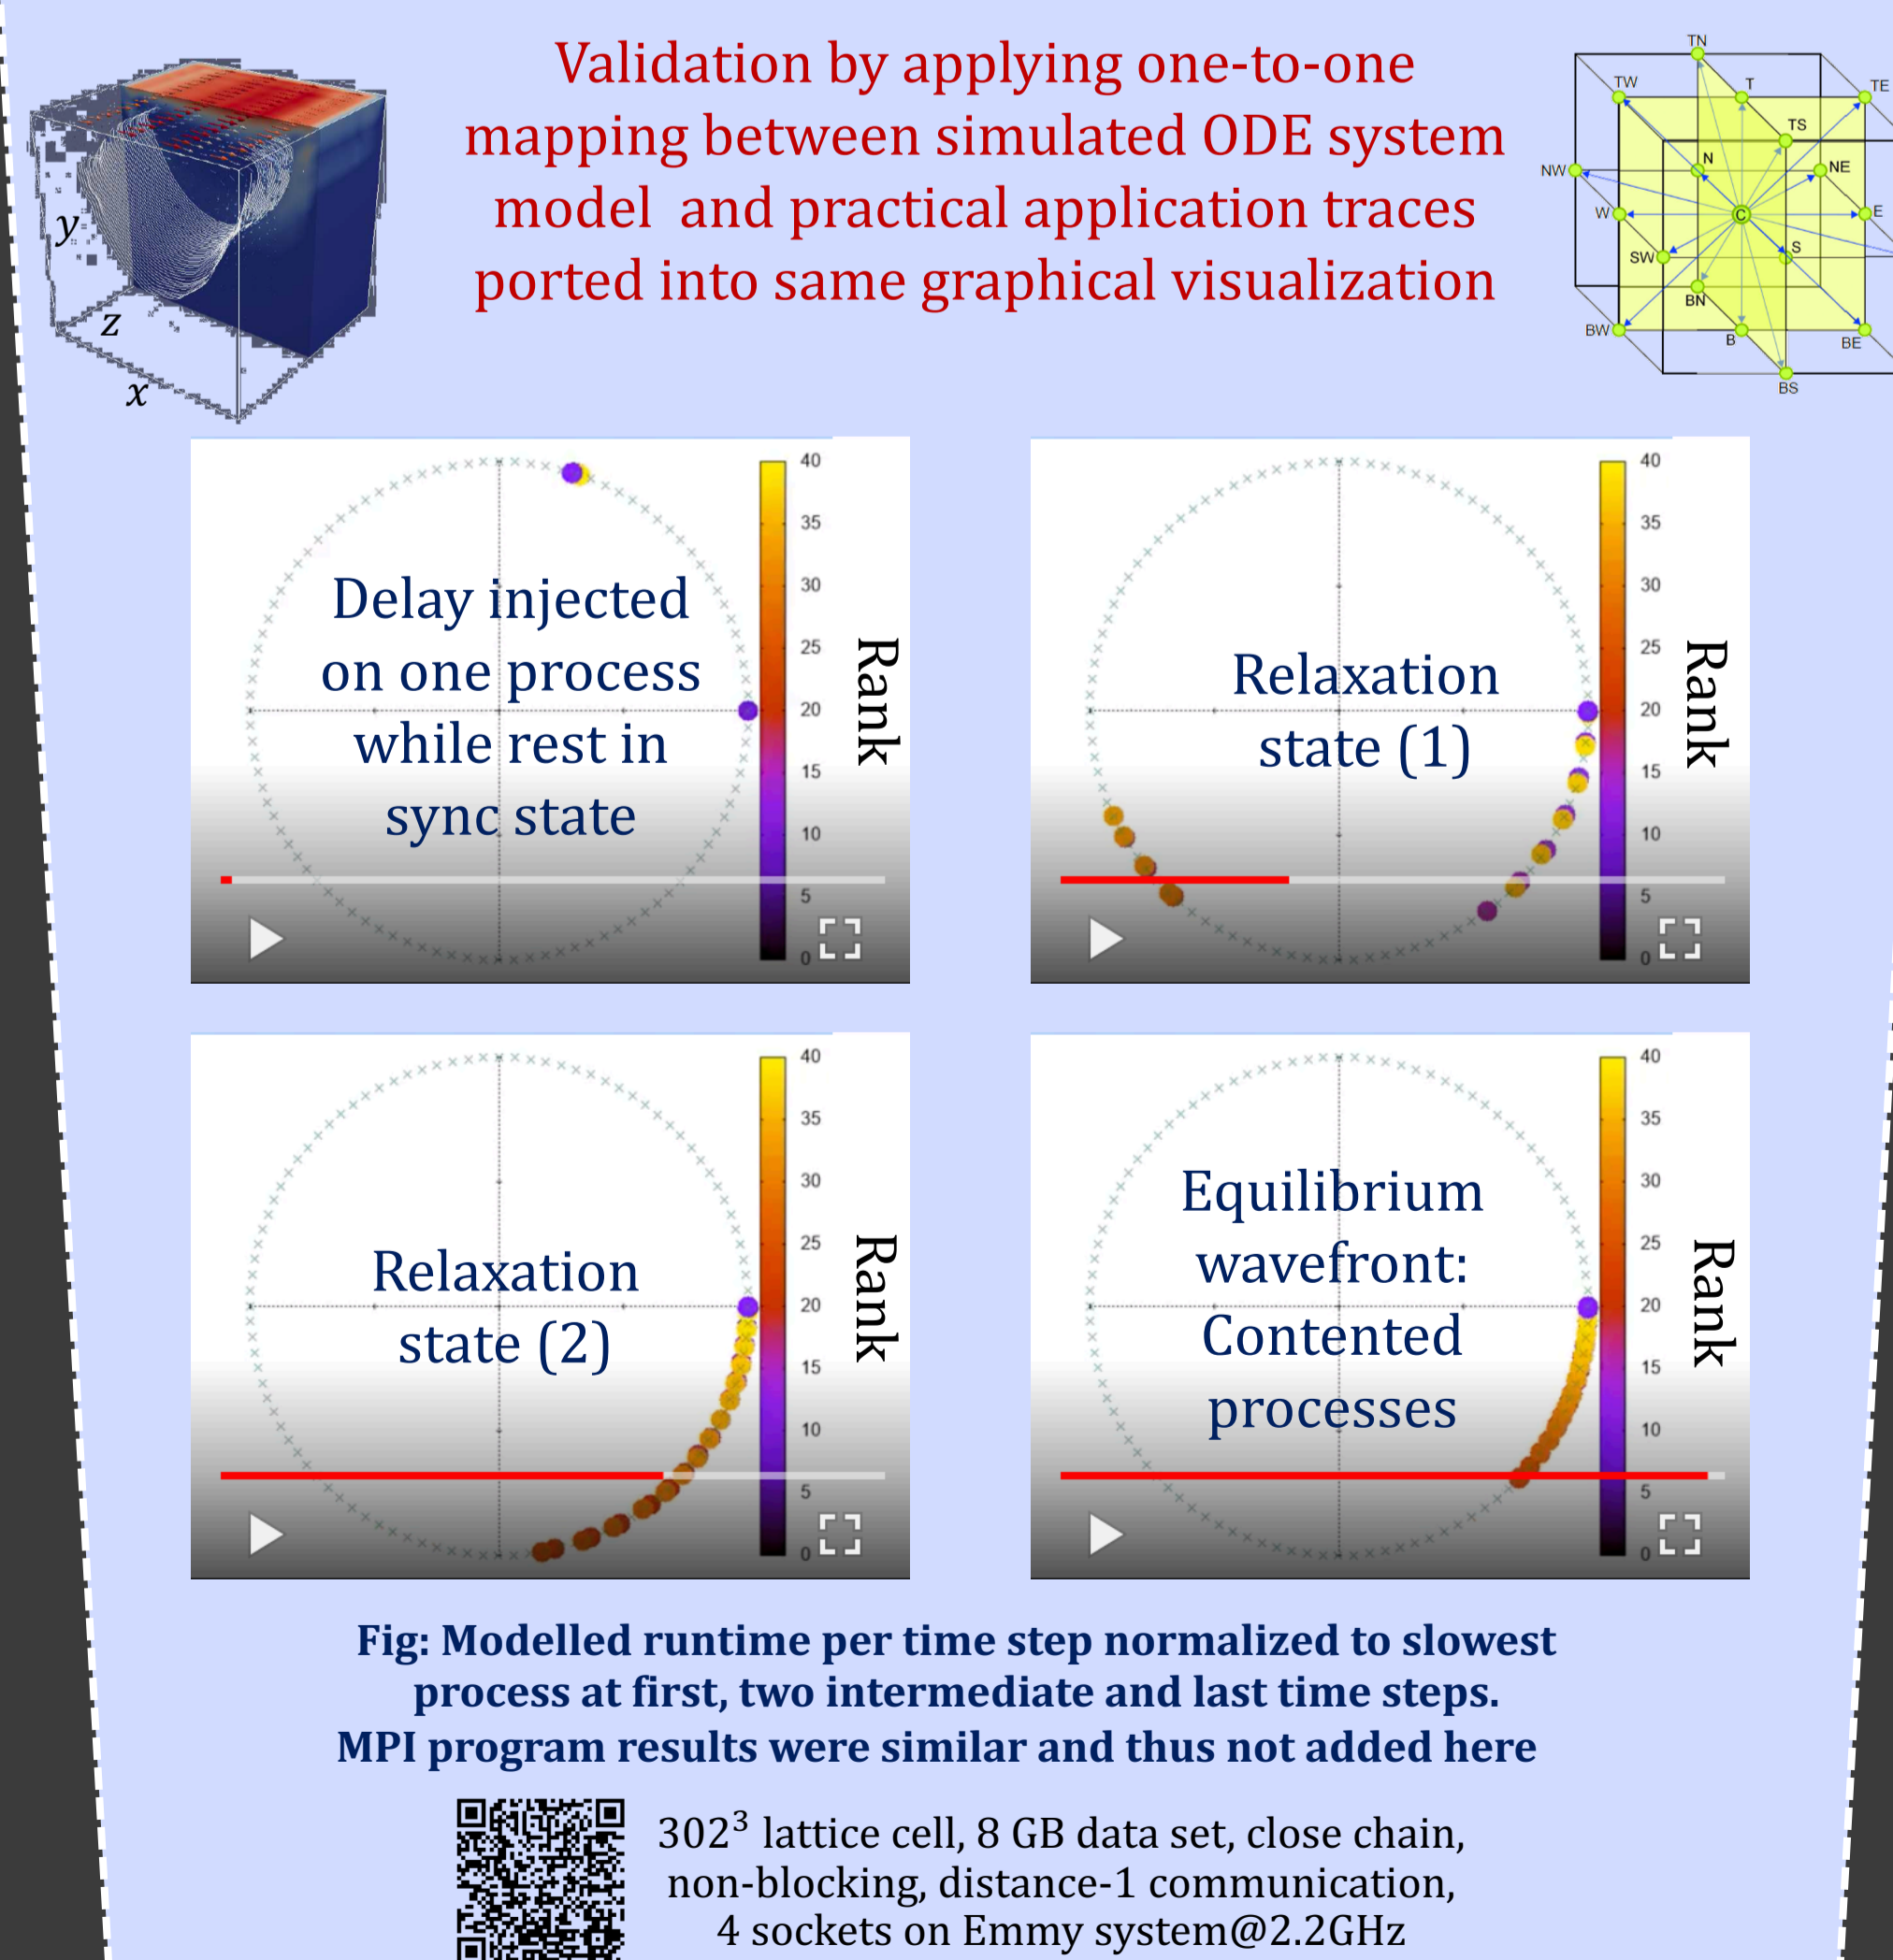 Validation by applying one-to-one
mapping between simulated ODE system
model and practical application traces
ported into same graphical visualization
y
z
x
TN
TW
T
TE
TS
N
NE
NW
W
C
E
S
SW
BN
BW
B
BE
BS
Delay injected
on one process
while rest in
sync state
40
35
30
25
20
15
10
5
0
Rank
Relaxation
state (1)
40
35
30
25
20
15
10
5
0
Rank
Relaxation
state (2)
40
35
30
25
20
15
10
5
0
Rank
Equilibrium
wavefront:
Contented
processes
40
35
30
25
20
15
10
5
0
Rank
Fig: Modelled runtime per time step normalized to slowest
process at first, two intermediate and last time steps.
MPI program results were similar and thus not added here
302³ lattice cell, 8 GB data set, close chain,
non-blocking, distance-1 communication,
4 sockets on Emmy system@2.2GHz